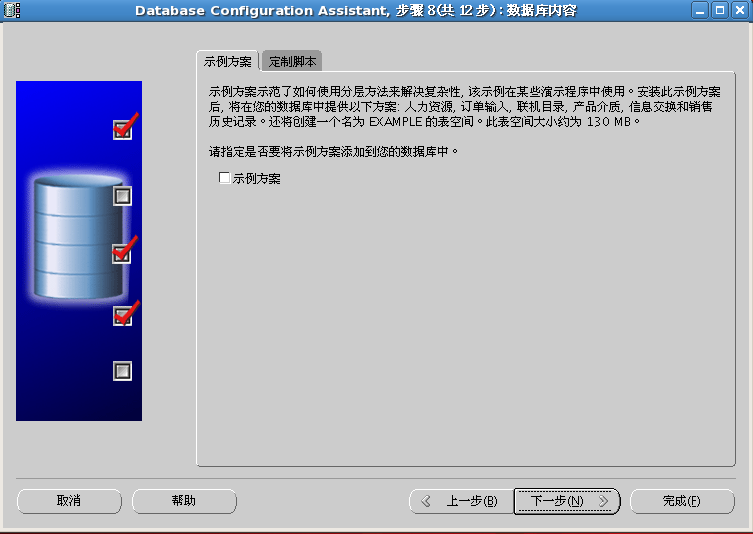 Database Configuration Assistant, 步骤 8(共 12 步) : 数据库内容
示例方案 定制脚本
示例方案示范了如何使用分层方法来解决复杂性, 该示例在某些演示程序中使用。安装此示例方案
后, 将在您的数据库中提供以下方案: 人力资源, 订单输入, 联机目录, 产品介质, 信息交换和销售
历史记录。还将创建一个名为 EXAMPLE 的表空间。此表空间大小约为 130 MB。
请指定是否要将示例方案添加到您的数据库中。
示例方案
取消 帮助 上一步(B) 下一步(N) 完成(F)